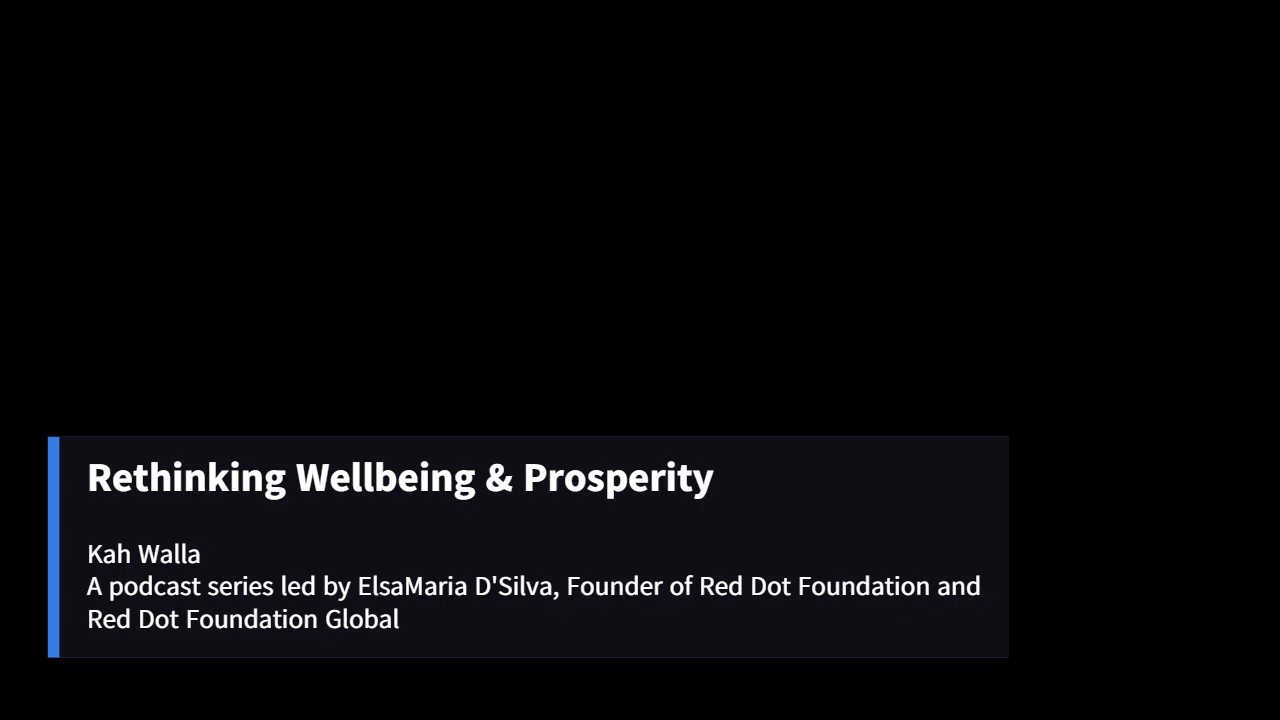 Rethinking Wellbeing & Prosperity
Kah Walla
A podcast series led by ElsaMaria D'Silva, Founder of Red Dot Foundation and
Red Dot Foundation Global